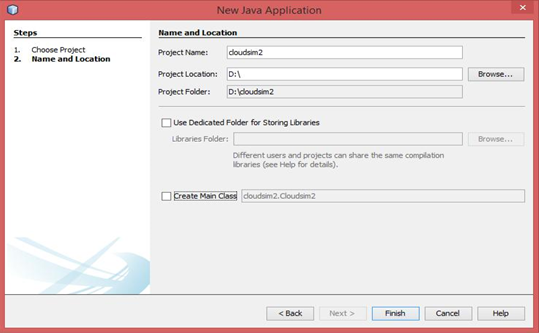 New Java Application
Steps
1. Choose Project
2. Name and Location
Name and Location
Project Name: cloudsim2
Project Location: D:\ Browse...
Project Folder: D:\cloudsim2
Use Dedicated Folder for Storing Libraries
Libraries Folder: Browse...
Different users and projects can share the same compilation
libraries (see Help for details).
Create Main Class cloudsim2.Cloudsim2
< Back Next > Finish Cancel Help